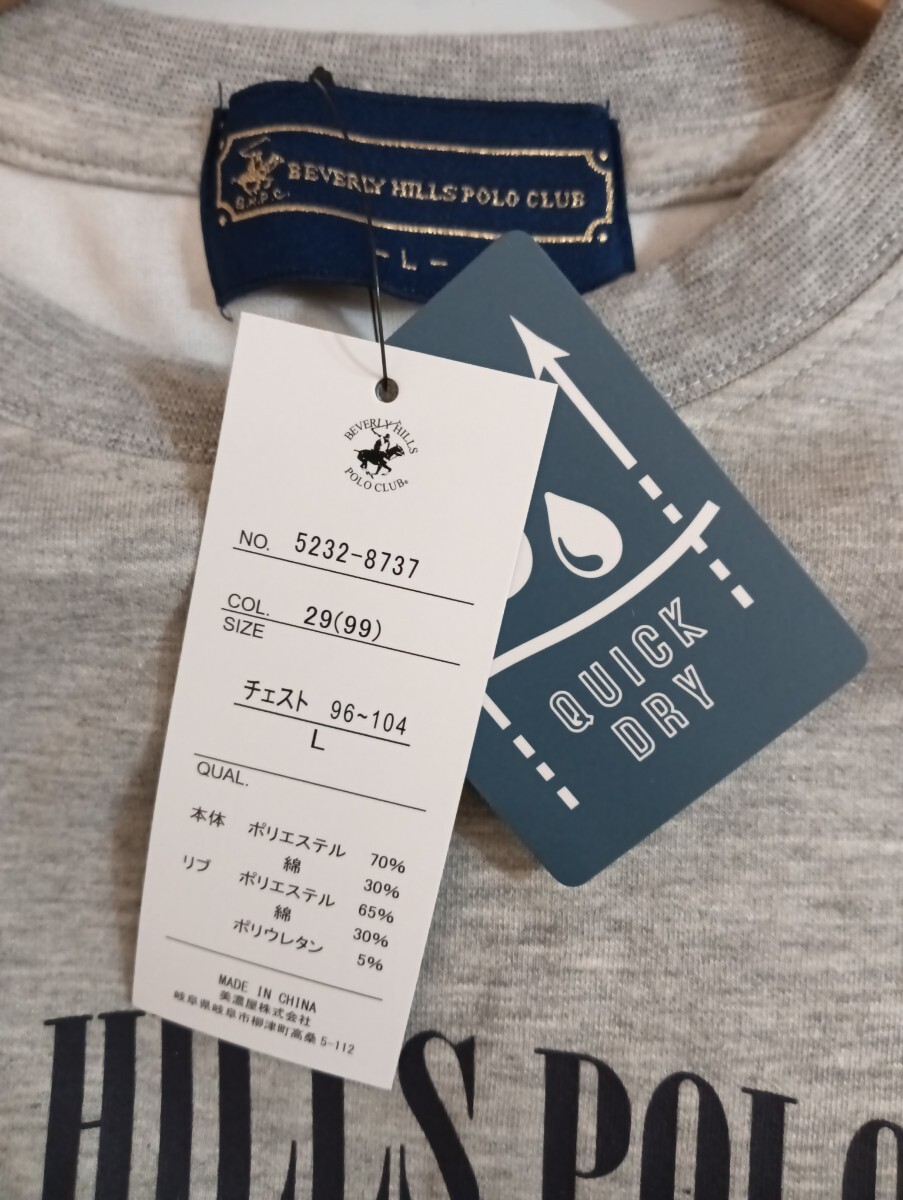 BEVERLY HILLS POLO CLUB
B.H.P.C.
- L -
BEVERLY HILLS
POLO CLUB®
NO. 5232-8737
COL. 29(99)
SIZE
チェスト 96~104
L
QUAL.
本体 ポリエステル 70%
綿 30%
リブ ポリエステル 65%
綿 30%
ポリウレタン 5%
MADE IN CHINA
美濃屋株式会社
岐阜県岐阜市柳津町高桑5-112
QUICK
DRY
HILLS POLO